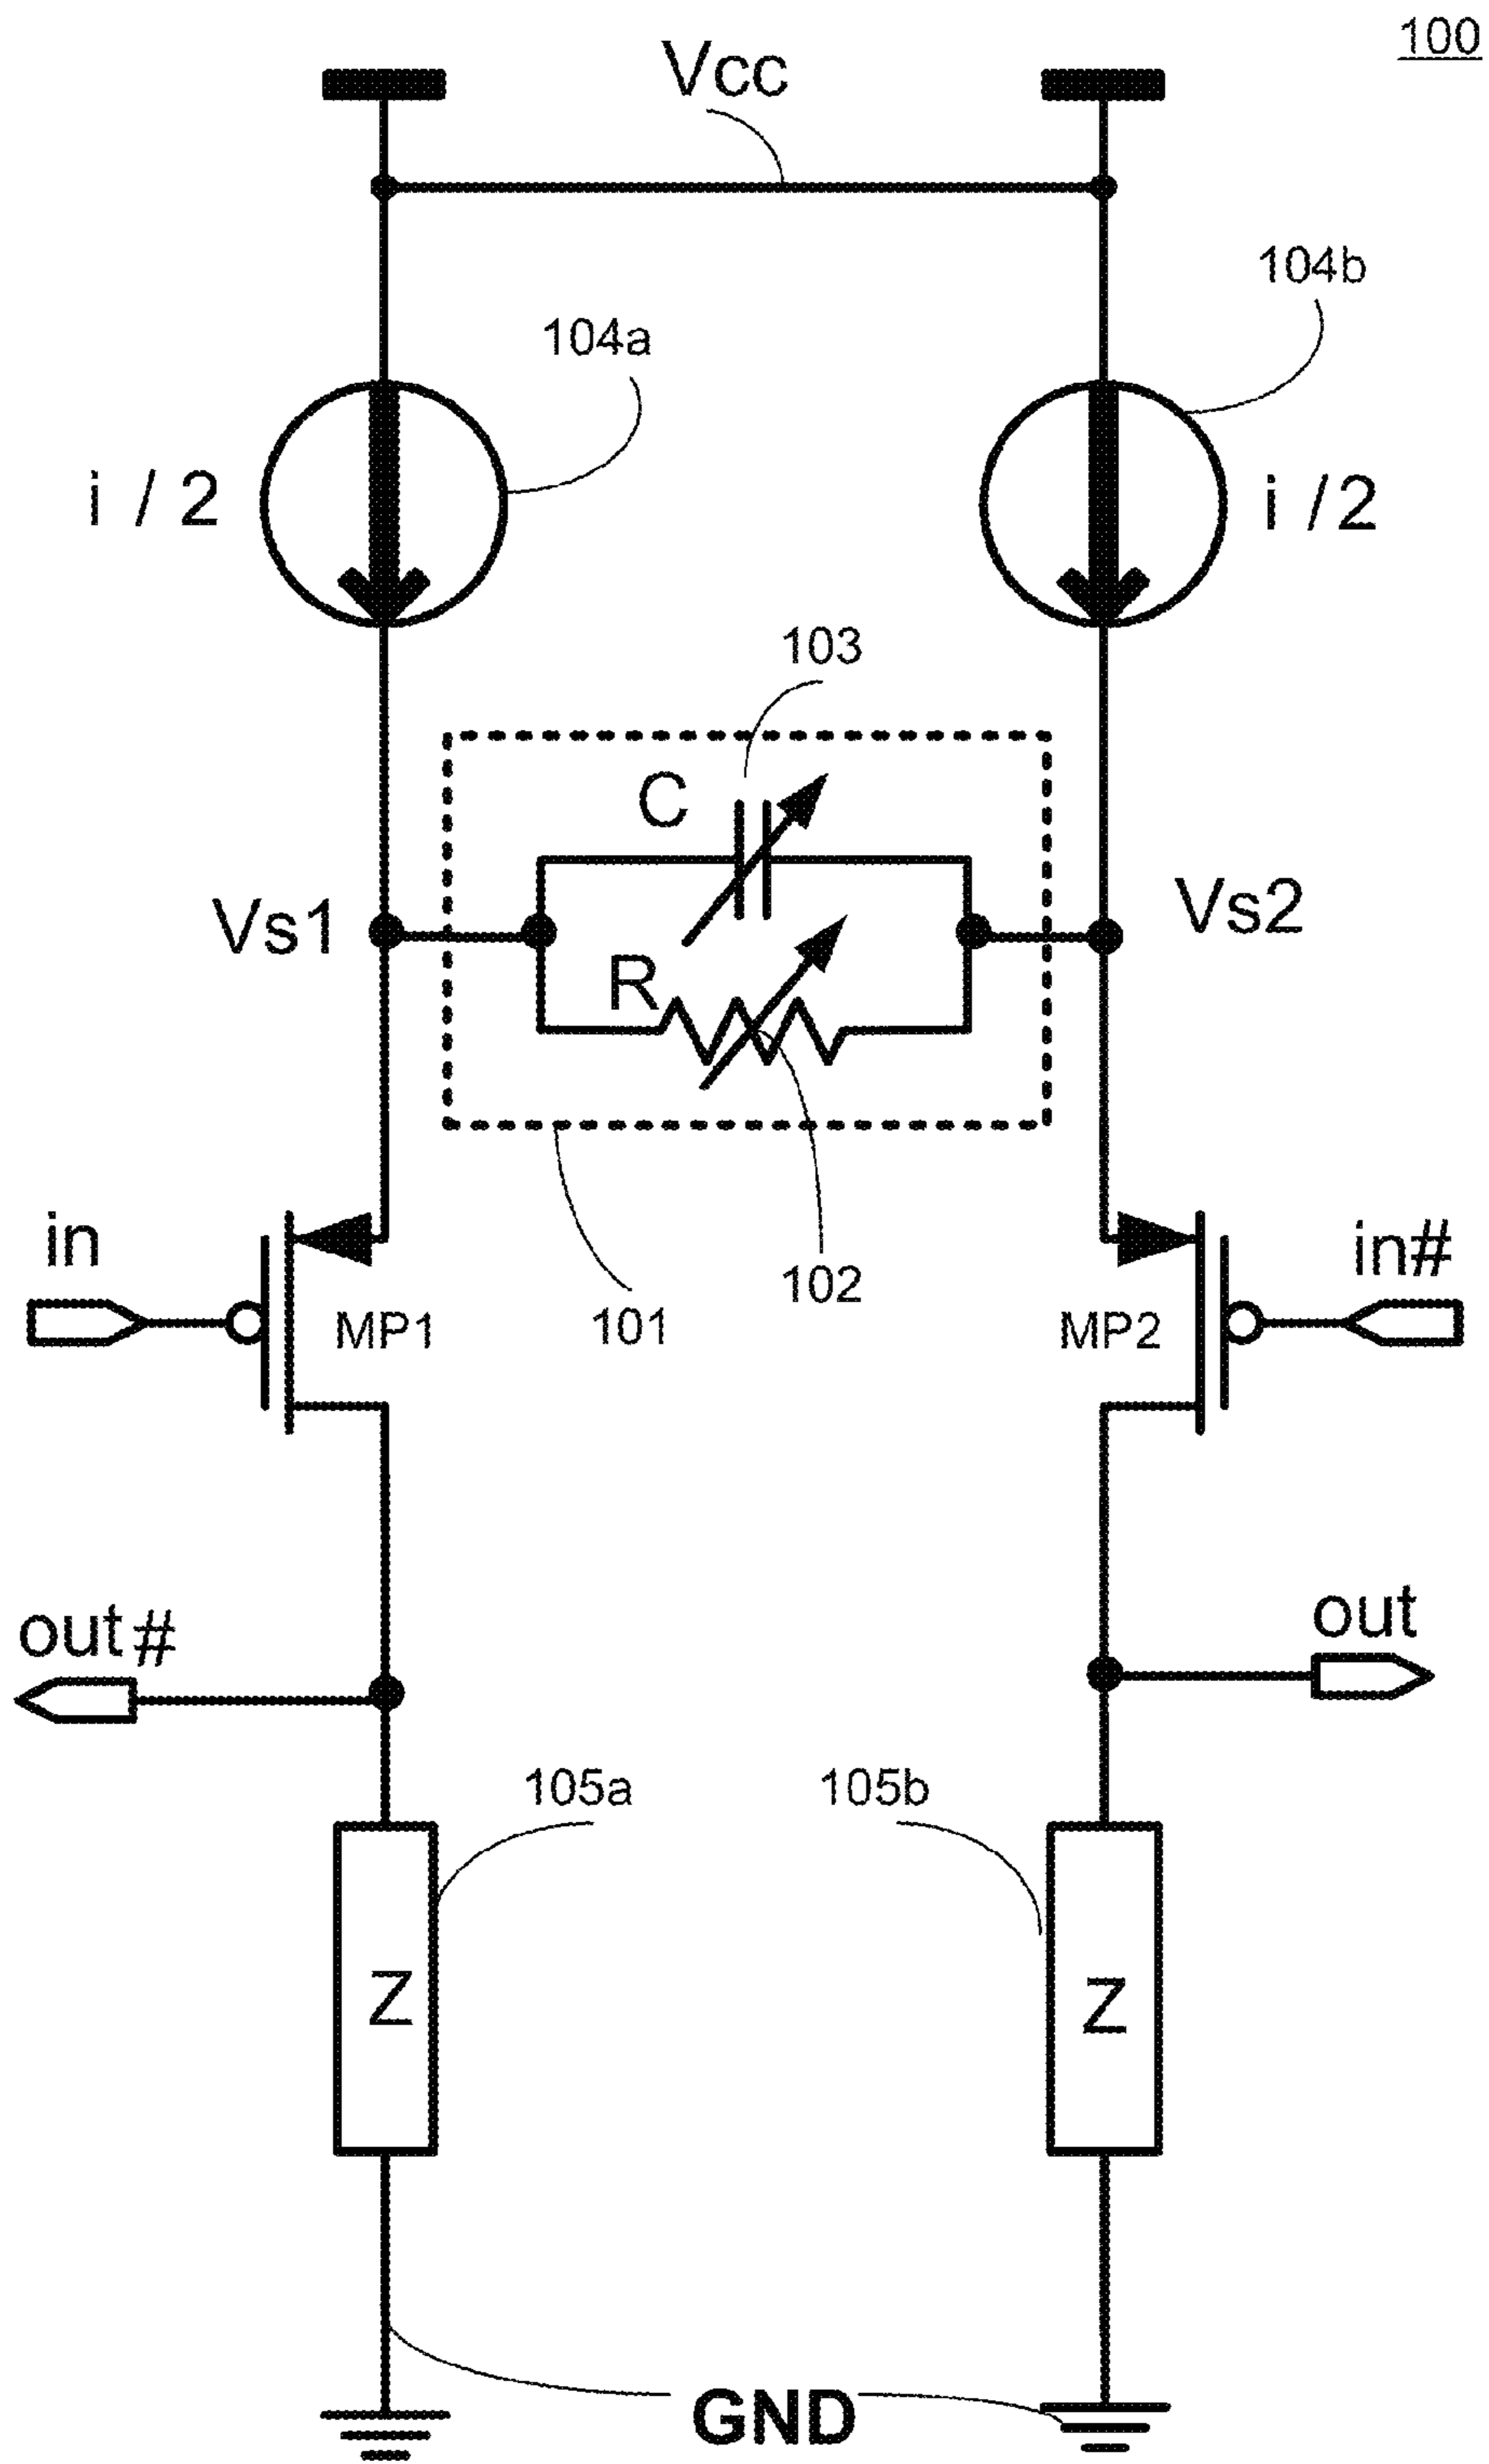 100
Vcc
104b
104a
i / 2
i / 2
103
C
Vs1
Vs2
R
in
in#
102
101
MP1
MP2
out#
out
105a
105b
Z
Z
GND